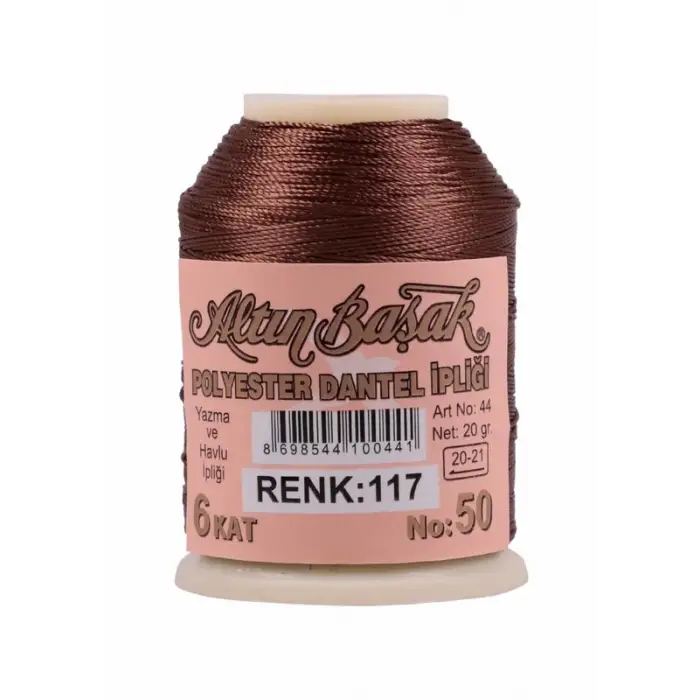 Altın Başak®
POLYESTER DANTEL İPLİĞİ
Yazma
ve
Havlu
İpliği
Art No: 44
Net: 20 gr.
20-21
8 698544 100441
RENK:117
6 KAT
No: 50